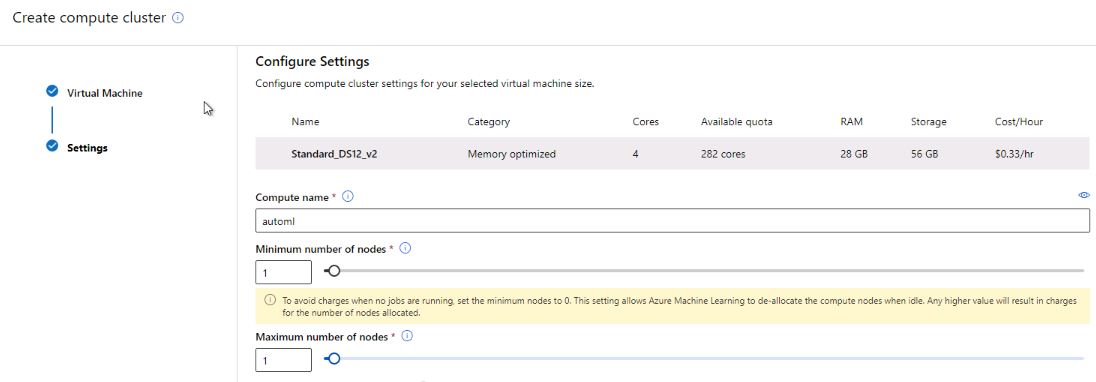 Create compute cluster
Virtual Machine
Settings
Configure Settings
Configure compute cluster settings for your selected virtual machine size.
Name Category Cores Available quota RAM Storage Cost/Hour
Standard_DS12_v2 Memory optimized 4 282 cores 28 GB 56 GB $0.33/hr
Compute name *
automl
Minimum number of nodes *
1
To avoid charges when no jobs are running, set the minimum nodes to 0. This setting allows Azure Machine Learning to de-allocate the compute nodes when idle. Any higher value will result in charges
for the number of nodes allocated.
Maximum number of nodes *
1